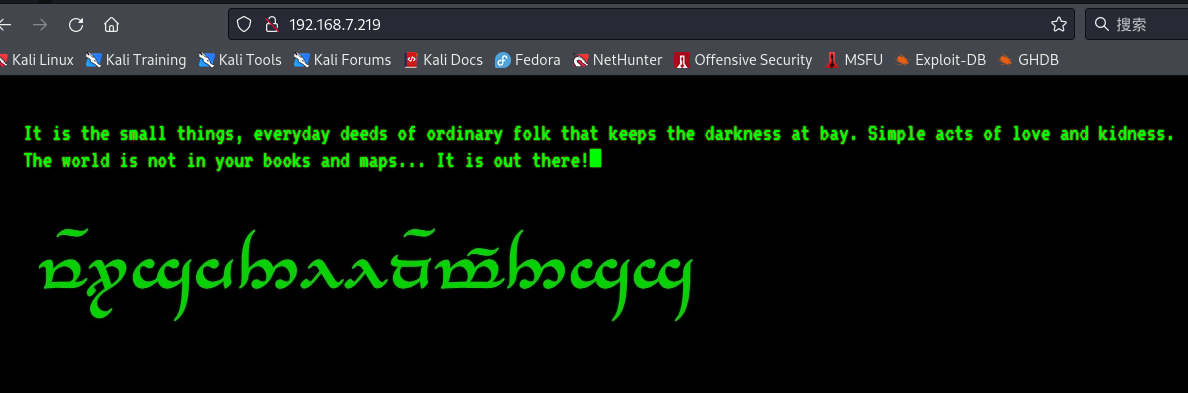 192.168.7.219
搜索
Kali Linux Kali Training Kali Tools Kali Forums Kali Docs Fedora NetHunter Offensive Security MSFU Exploit-DB GHDB
It is the small things, everyday deeds of ordinary folk that keeps the darkness at bay. Simple acts of love and kidness.
The world is not in your books and maps... It is out there!